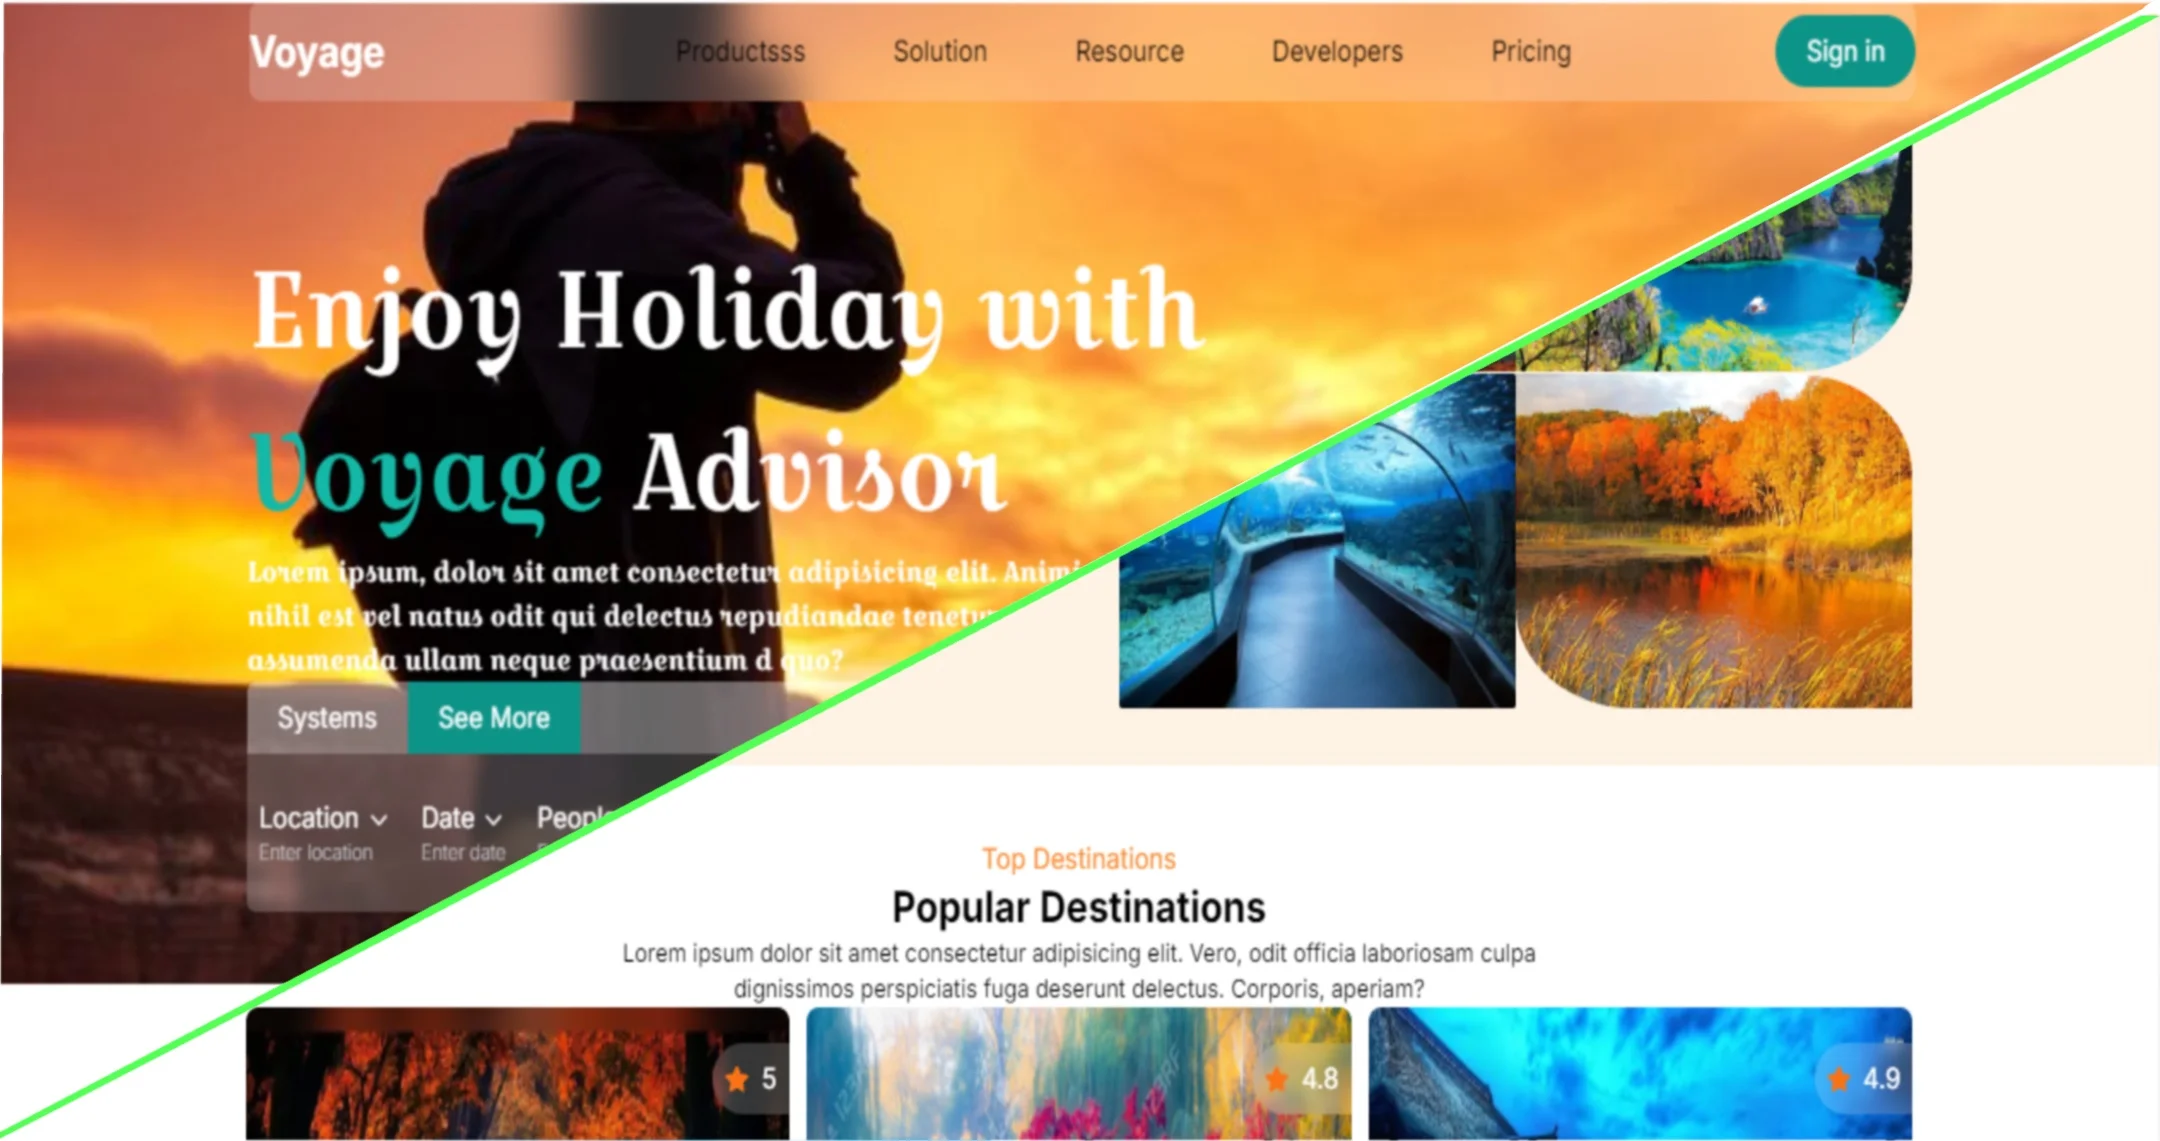 Voyage
Productsss
Solution
Resource
Developers
Pricing
Sign in
Enjoy Holiday with
Voyage Advisor
Lorem ipsum, dolor sit amet consectetur adipisicing elit. Animi
nihil est vel natus odit qui delectus repudiandae tenetur
assumenda ullam neque praesentium d quo?
Systems
See More
Location
Date
Enter location
Enter date
Top Destinations
Popular Destinations
Lorem ipsum dolor sit amet consectetur adipisicing elit. Vero, odit officia laboriosam culpa
dignissimos perspiciatis fuga deserunt delectus. Corporis, aperiam?
5
4.8
4.9